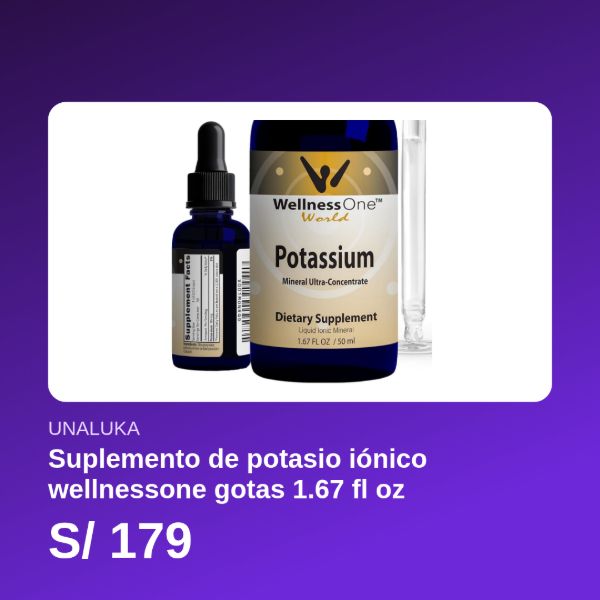 WellnessOne™
World
Potassium
Mineral Ultra-Concentrate
Dietary Supplement
Liquid Ionic Mineral
1.67 FL OZ / 50 ml
Supplement Facts
UNALUKA
Suplemento de potasio iónico
wellnessone gotas 1.67 fl oz
S/ 179